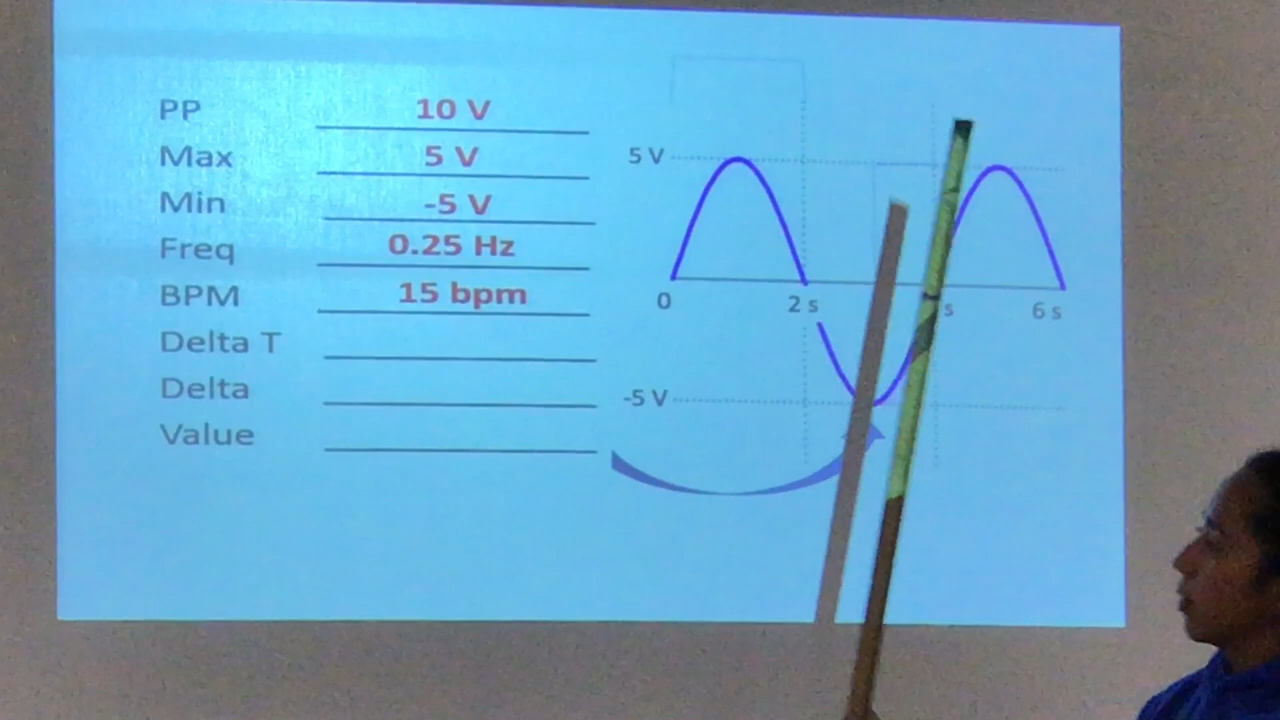 PP 10 V
Max 5 V
Min -5 V
Freq 0.25 Hz
BPM 15 bpm
Delta T
Delta
Value
5 V
0 2 s s 6 s
-5 V